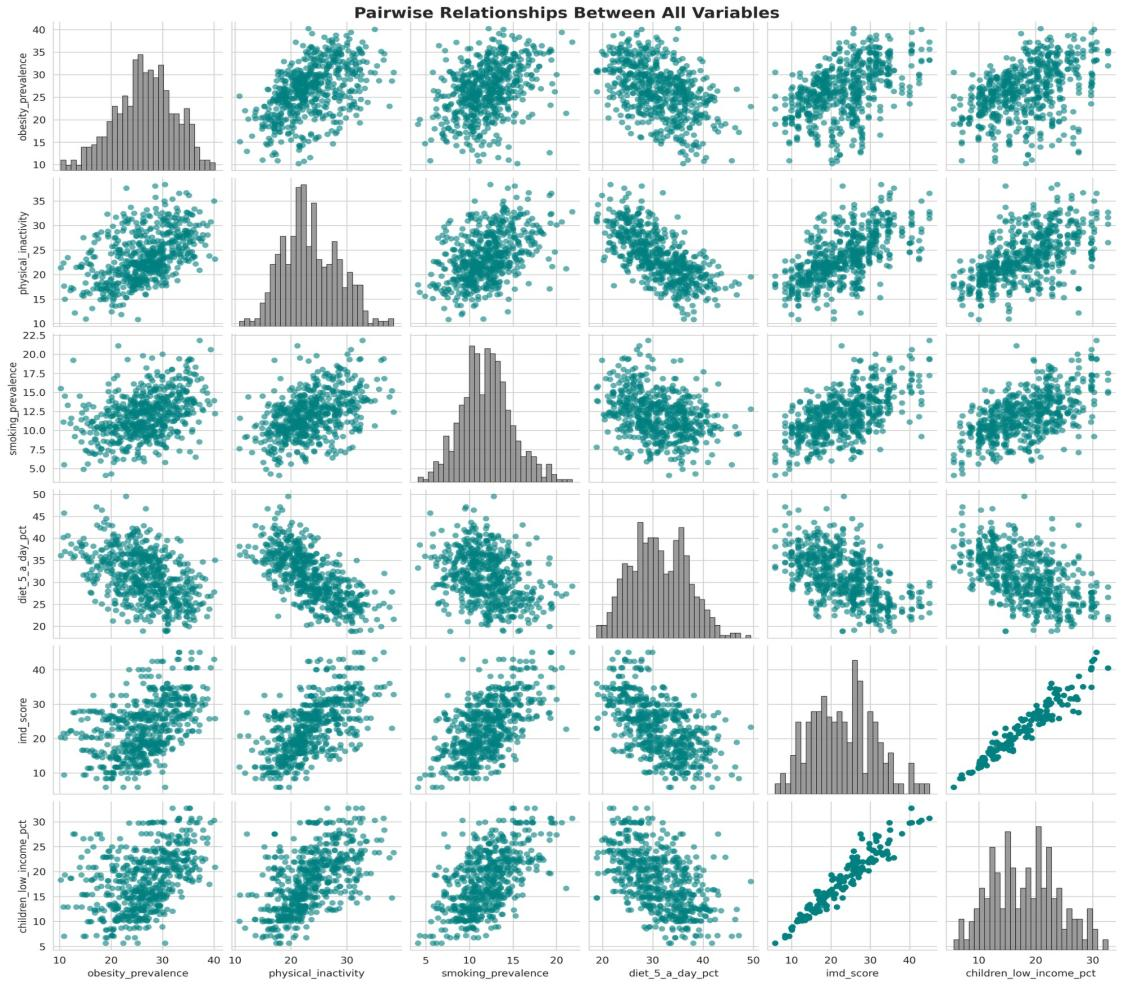 Pairwise Relationships Between All Variables
obesity_prevalence
40
35
30
25
20
15
10
physical_inactivity
35
30
25
20
15
10
smoking_prevalence
22.5
20.0
17.5
15.0
12.5
10.0
7.5
5.0
diet_5_a_day_pct
50
45
40
35
30
25
20
imd_score
40
30
20
10
children_low_income_pct
30
25
20
15
10
5
10 20 30 40
10 20 30
5 10 15 20
20 30 40 50
10 20 30 40
10 20 30
obesity_prevalence
physical_inactivity
smoking_prevalence
diet_5_a_day_pct
imd_score
children_low_income_pct